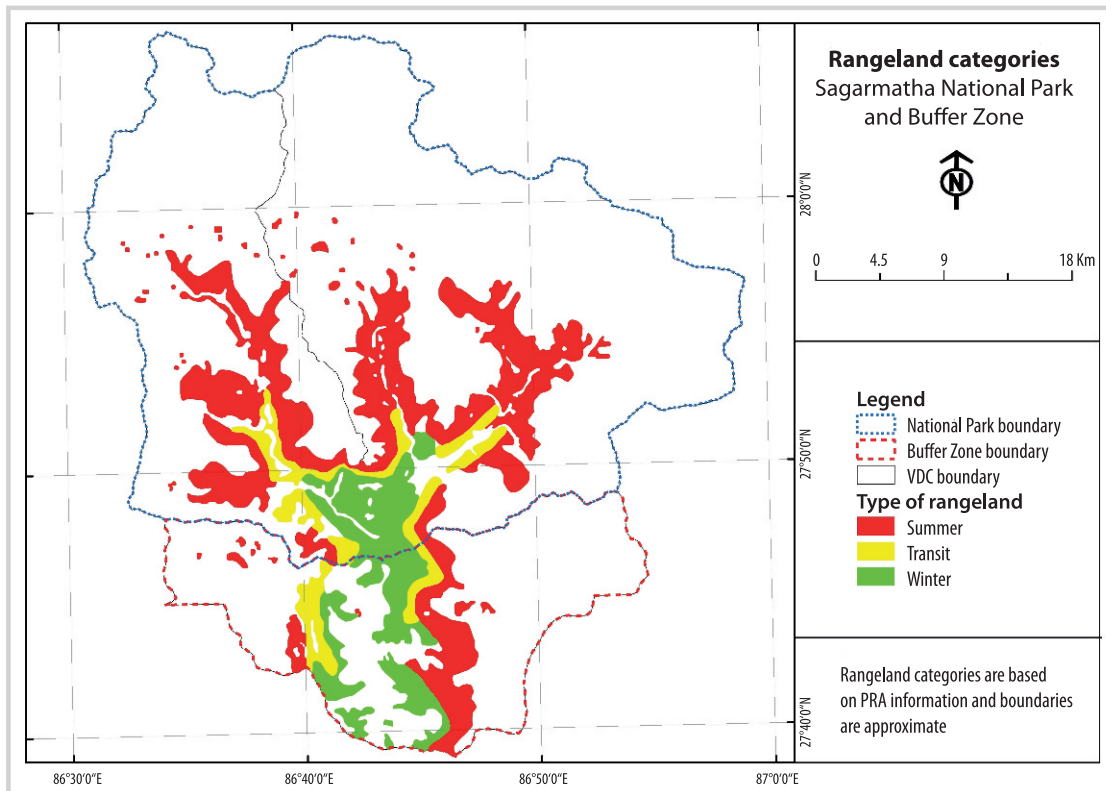 Rangeland categories
Sagarmatha National Park
and Buffer Zone
N
0 4.5 9 18 Km
Legend
National Park boundary
Buffer Zone boundary
VDC boundary
Type of rangeland
Summer
Transit
Winter
Rangeland categories are based
on PRA information and boundaries
are approximate
28°0'0"N
27°50'0"N
27°40'0"N
86°30'0"E 86°40'0"E 86°50'0"E 87°0'0"E